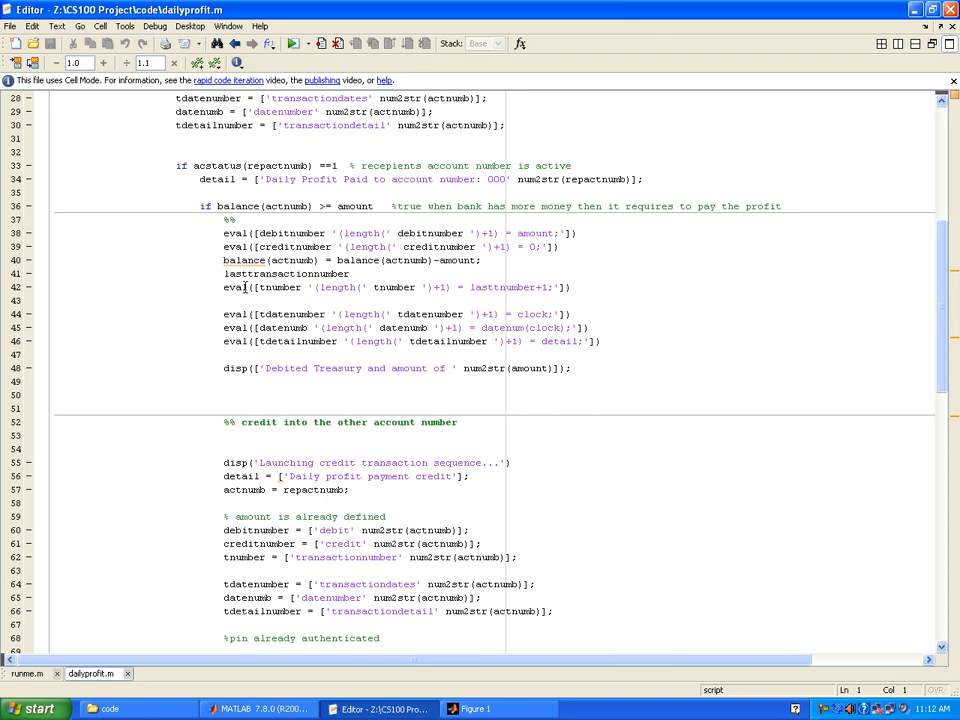 Editor - Z:\CS100 Project\code\dailyprofit.m
File Edit Text Go Cell Tools Debug Desktop Window Help
Stack: Base fx
1.0 1.1
This file uses Cell Mode. For information, see the rapid code iteration video, the publishing video, or help.
28 tdatenumber = ['transactiondates' num2str(actnumb)];
29 datenumb = ['datenumber' num2str(actnumb)];
30 tdetailnumber = ['transactiondetail' num2str(actnumb)];
31
32
33 if acstatus(repactnumb) ==1 % recepients account number is active
34 detail = ['Daily Profit Paid to account number: 000' num2str(repactnumb)];
35
36 if balance(actnumb) >= amount %true when bank has more money then it requires to pay the profit
37 %%
38 eval([debitnumber '(length(' debitnumber ')+1) = amount;'])
39 eval([creditnumber '(length(' creditnumber ')+1) = 0;'])
40 balance(actnumb) = balance(actnumb)-amount;
41 lasttransactionnumber
42 eval([tnumber '(length(' tnumber ')+1) = lasttnumber+1;'])
43
44 eval([tdatenumber '(length(' tdatenumber ')+1) = clock;'])
45 eval([datenumb '(length(' datenumb ')+1) = datenum(clock);'])
46 eval([tdetailnumber '(length(' tdetailnumber ')+1) = detail;'])
47
48 disp(['Debited Treasury and amount of ' num2str(amount)]);
49
50
51
52 %% credit into the other account number
53
54
55 disp('Launching credit transaction sequence...')
56 detail = ['Daily profit payment credit'];
57 actnumb = repactnumb;
58
59 % amount is already defined
60 debitnumber = ['debit' num2str(actnumb)];
61 creditnumber = ['credit' num2str(actnumb)];
62 tnumber = ['transactionnumber' num2str(actnumb)];
63
64 tdatenumber = ['transactiondates' num2str(actnumb)];
65 datenumb = ['datenumber' num2str(actnumb)];
66 tdetailnumber = ['transactiondetail' num2str(actnumb)];
67
68 %pin already authenticated
69
runme.m dailyprofit.m
script Ln 1 Col 1 OVR
start code MATLAB 7.8.0 (R200... Editor - Z:\CS100 Pro... Figure 1 11:12 AM